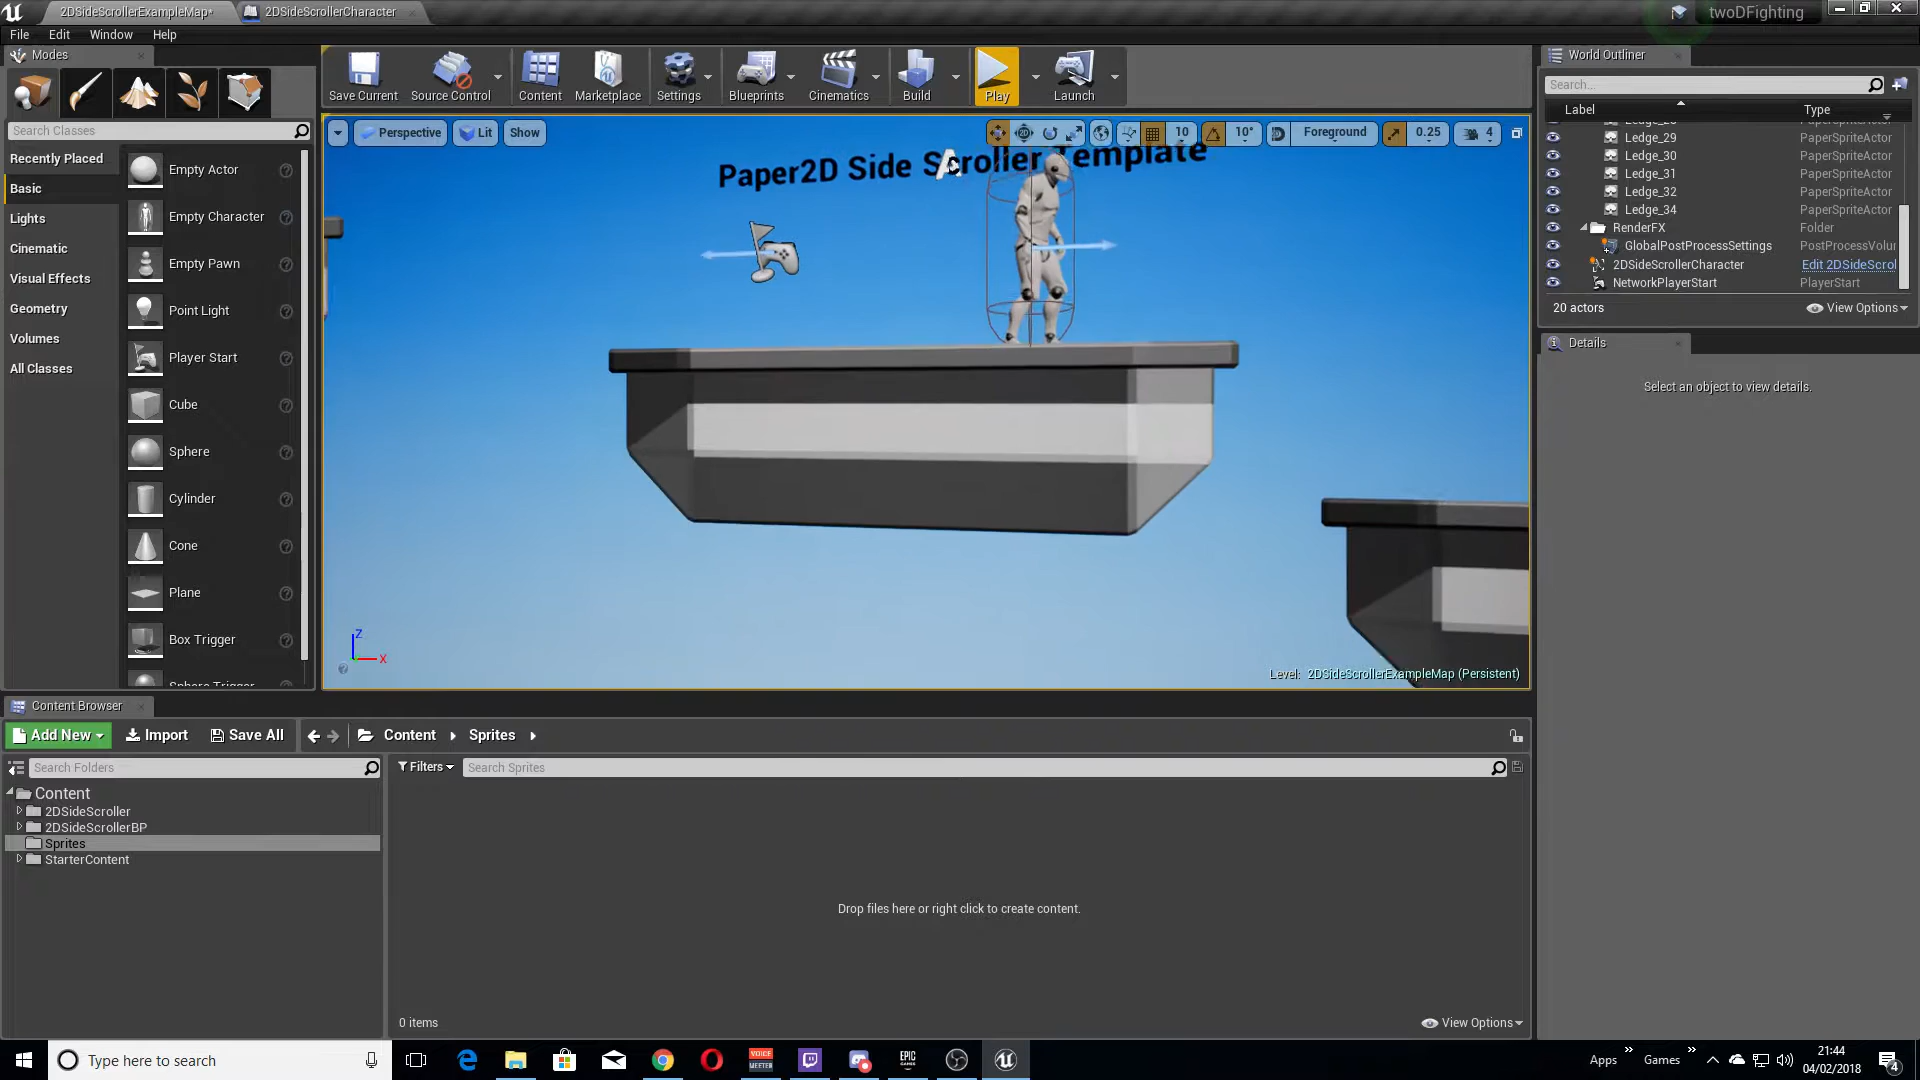 2DSideScrollerExampleMap*
2DSideScrollerCharacter
twoDFighting
File Edit Window Help
Modes
Save Current
Source Control
Content
Marketplace
Settings
Blueprints
Cinematics
Build
Play
Launch
World Outliner
Search...
Label Type
Search Classes
Recently Placed
Basic
Lights
Cinematic
Visual Effects
Geometry
Volumes
All Classes
Empty Actor
Empty Character
Empty Pawn
Point Light
Player Start
Cube
Sphere
Cylinder
Cone
Plane
Box Trigger
Sphere Trigger
Perspective Lit Show
10 10° Foreground 0.25 4
Paper2D Side Scroller Template
Z
X
Level: 2DSideScrollerExampleMap (Persistent)
Ledge_29 PaperSpriteActor
Ledge_30 PaperSpriteActor
Ledge_31 PaperSpriteActor
Ledge_32 PaperSpriteActor
Ledge_34 PaperSpriteActor
RenderFX Folder
GlobalPostProcessSettings PostProcessVolu
2DSideScrollerCharacter Edit 2DSideScrol
NetworkPlayerStart PlayerStart
20 actors
View Options
Details
Select an object to view details.
Content Browser
Add New Import Save All Content Sprites
Search Folders
Filters Search Sprites
Content
2DSideScroller
2DSideScrollerBP
Sprites
StarterContent
Drop files here or right click to create content.
0 items
View Options
Type here to search
VOICE
MEETER
EPIC
GAMES
Apps » Games »
21:44
04/02/2018
4